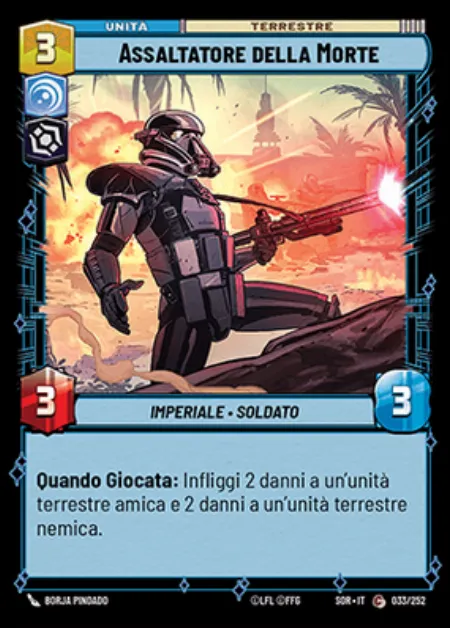 UNITÀ
TERRESTRE
3
ASSALTATORE DELLA MORTE
3
IMPERIALE • SOLDATO
3
Quando Giocata: Infliggi 2 danni a un'unità
terrestre amica e 2 danni a un'unità terrestre
nemica.
BORJA PINDADO
©LFL ©FFG
SOR • IT
C
033/252